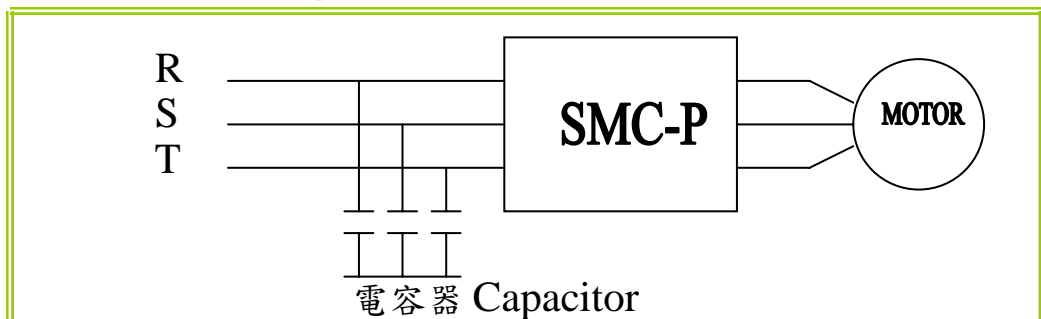 R
S
T
SMC-P
MOTOR
電容器 Capacitor